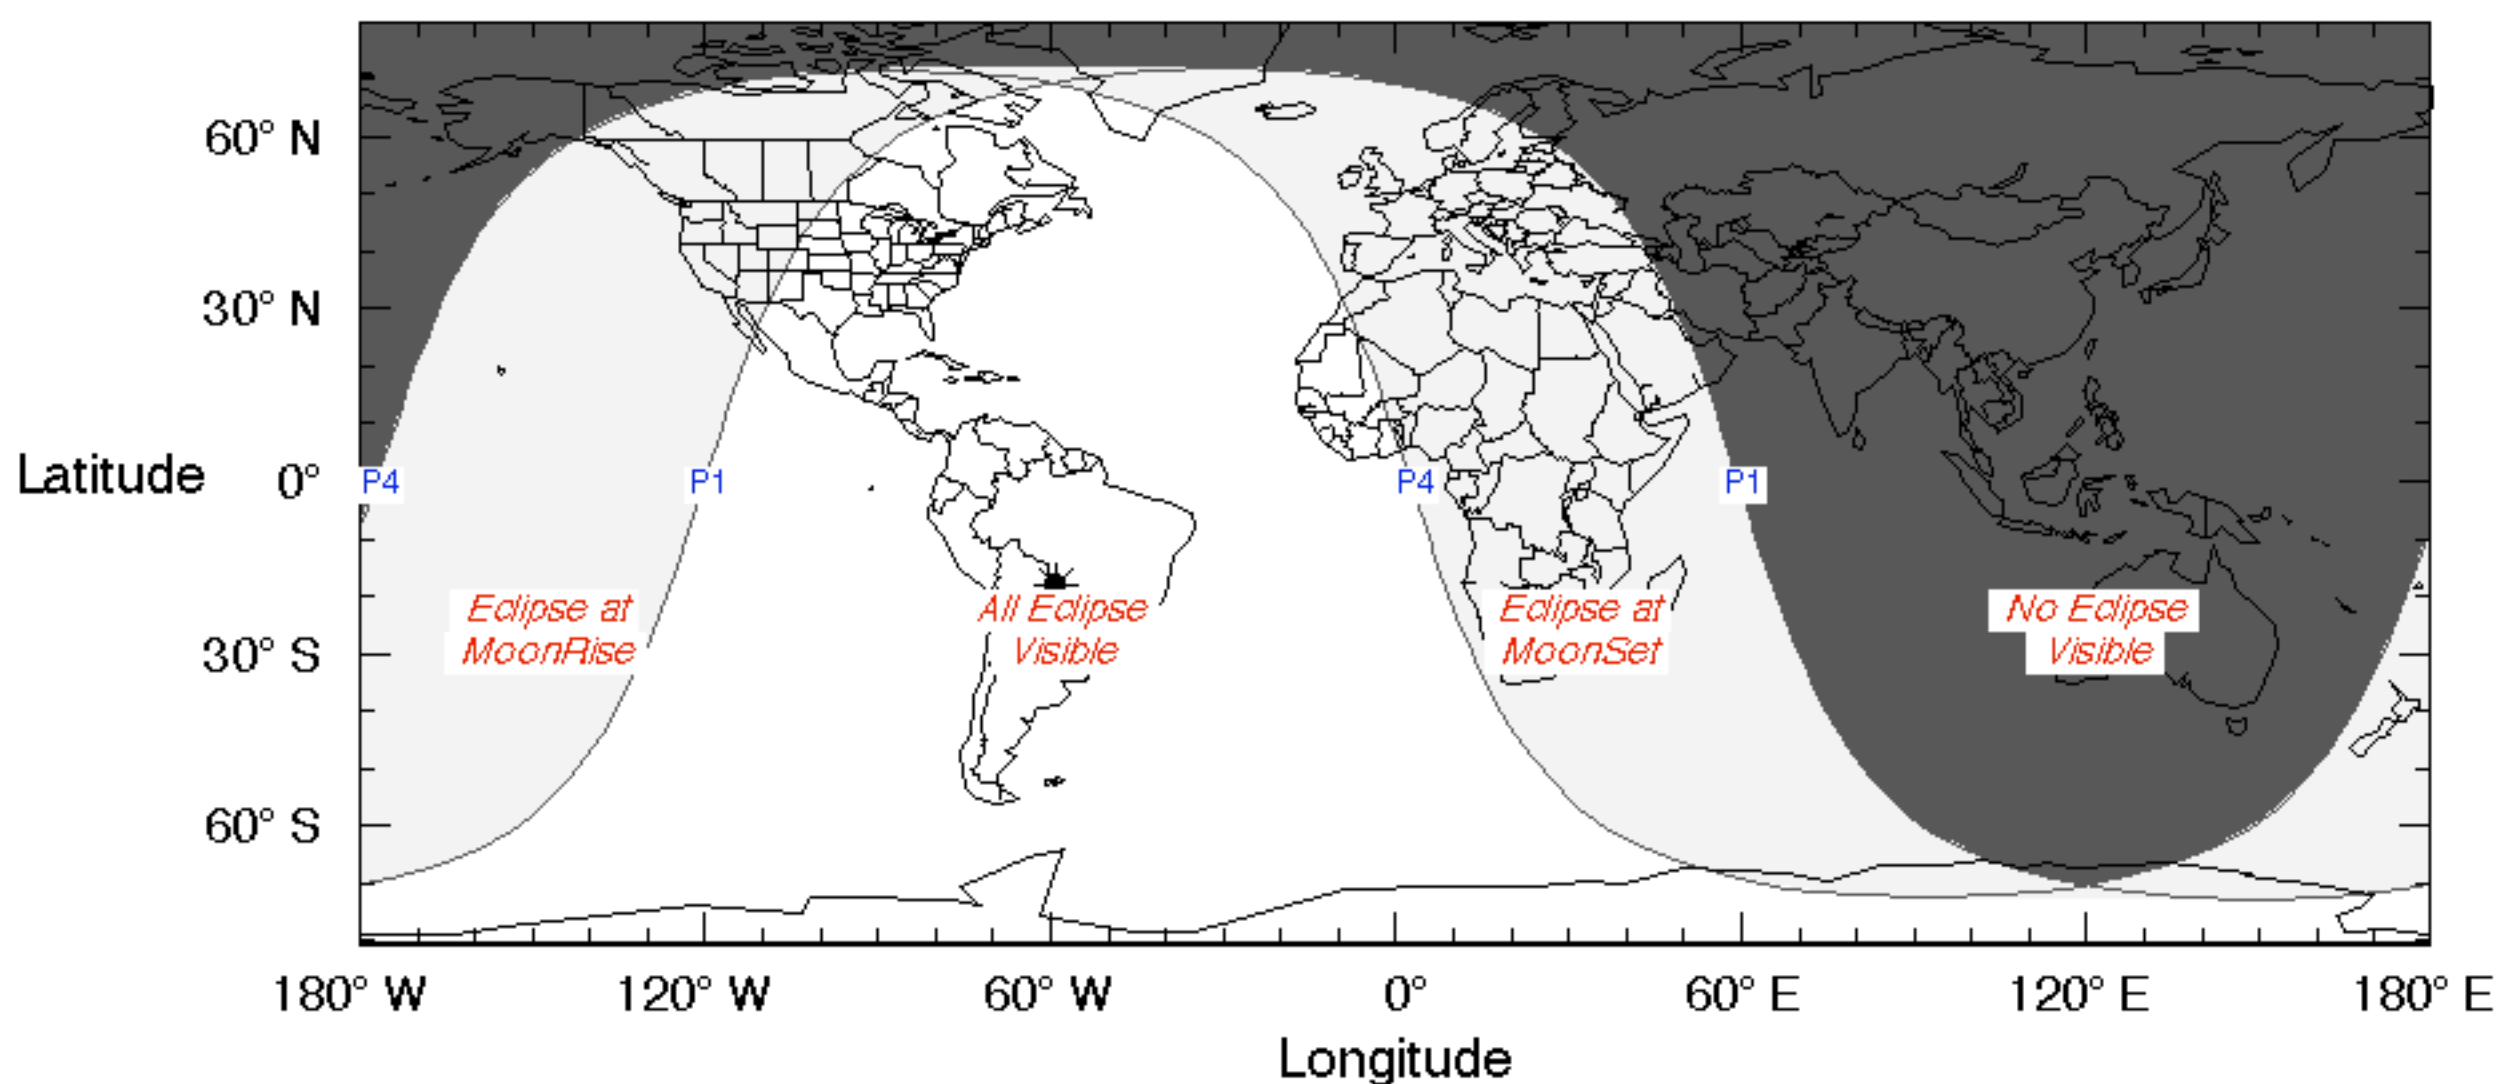 60° N
30° N
Latitude
0°
P4
P1
P4
P1
Eclipse at
MoonRise
All Eclipse
Visible
Eclipse at
MoonSet
No Eclipse
Visible
30° S
60° S
180° W
120° W
60° W
0°
60° E
120° E
180° E
Longitude